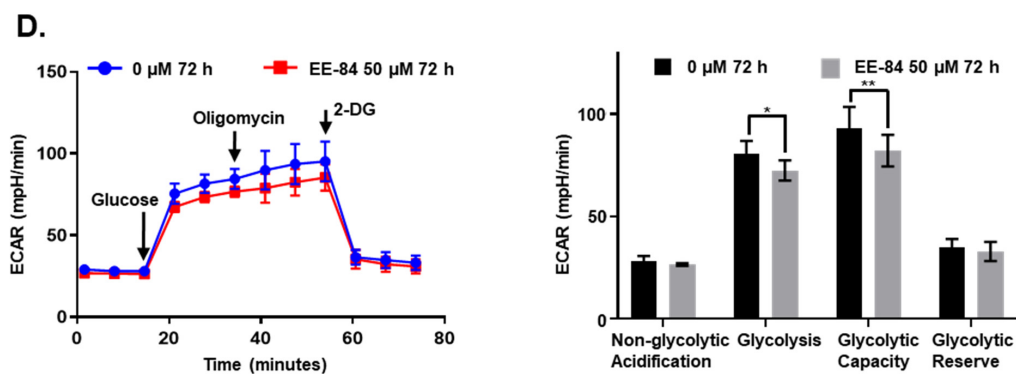 D.
0 μM 72 h
EE-84 50 μM 72 h
150
100
50
0
ECAR (mpH/min)
Glucose
Oligomycin
2-DG
0 20 40 60 80
Time (minutes)
0 μM 72 h
EE-84 50 μM 72 h
100
50
0
ECAR (mpH/min)
*
**
Non-glycolytic
Acidification
Glycolysis
Glycolytic
Capacity
Glycolytic
Reserve